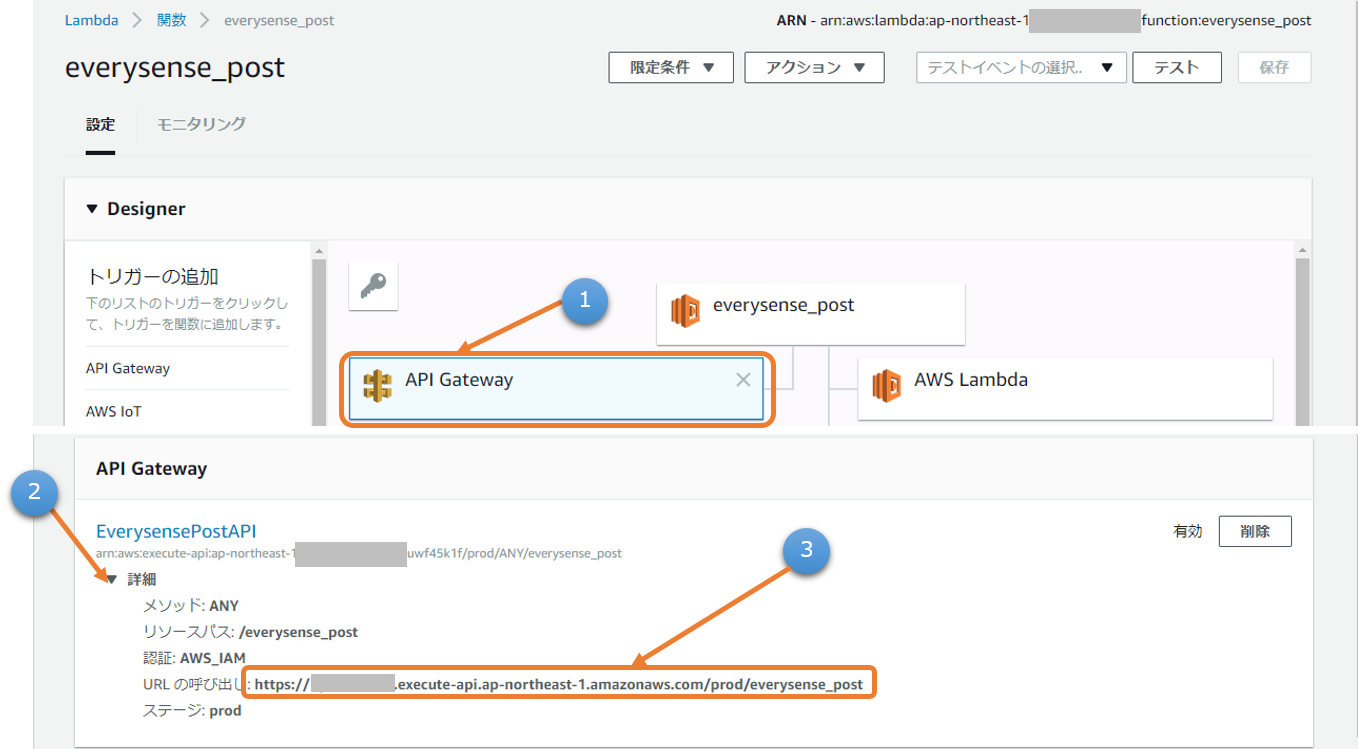 Lambda > 関数 > everysense_post
ARN - arn:aws:lambda:ap-northeast-1 function:everysense_post
everysense_post
限定条件 ▼ アクション ▼ テストイベントの選択.. ▼ テスト 保存
設定 モニタリング
▼ Designer
トリガーの追加
下のリストのトリガーをクリックし
て、トリガーを関数に追加します。
API Gateway
AWS IoT
1
everysense_post
API Gateway ×
AWS Lambda
API Gateway
2
EverysensePostAPI
有効 削除
arn:aws:execute-api:ap-northeast-1 uwf45k1f/prod/ANY/everysense_post
3
▼ 詳細
メソッド: ANY
リソースパス: /everysense_post
認証: AWS_IAM
URL の呼び出し: https:// .execute-api.ap-northeast-1.amazonaws.com/prod/everysense_post
ステージ: prod